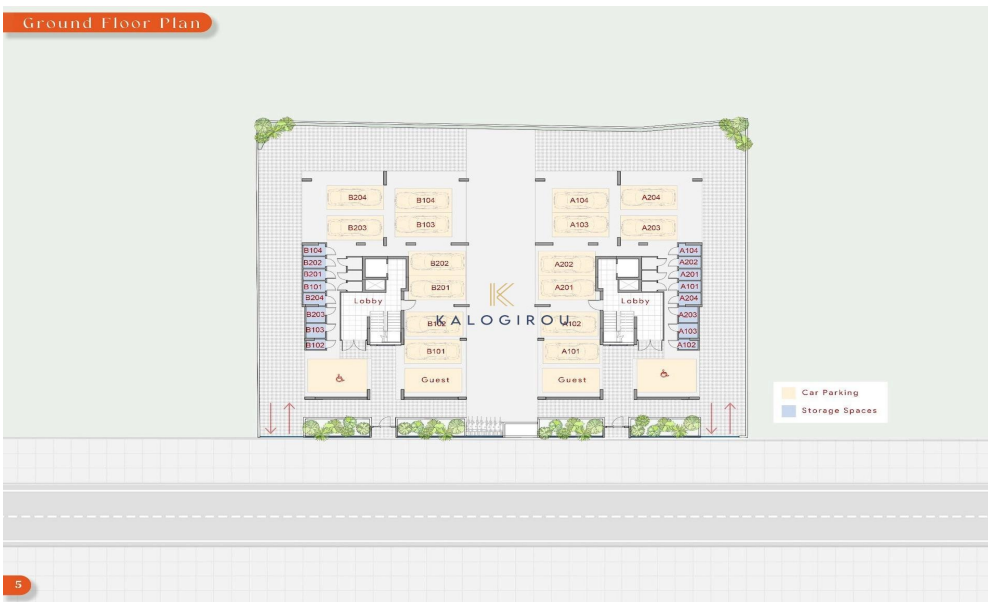 Ground Floor Plan
B204
B104
A104
A204
B203
B103
A103
A203
B104
B202
B201
B101
B204
B203
B103
B102
Lobby
B202
B201
B102
B101
Guest
KALOGIROU
A202
A201
A102
A101
Guest
Lobby
A104
A202
A201
A101
A204
A203
A103
A102
Car Parking
Storage Spaces
5